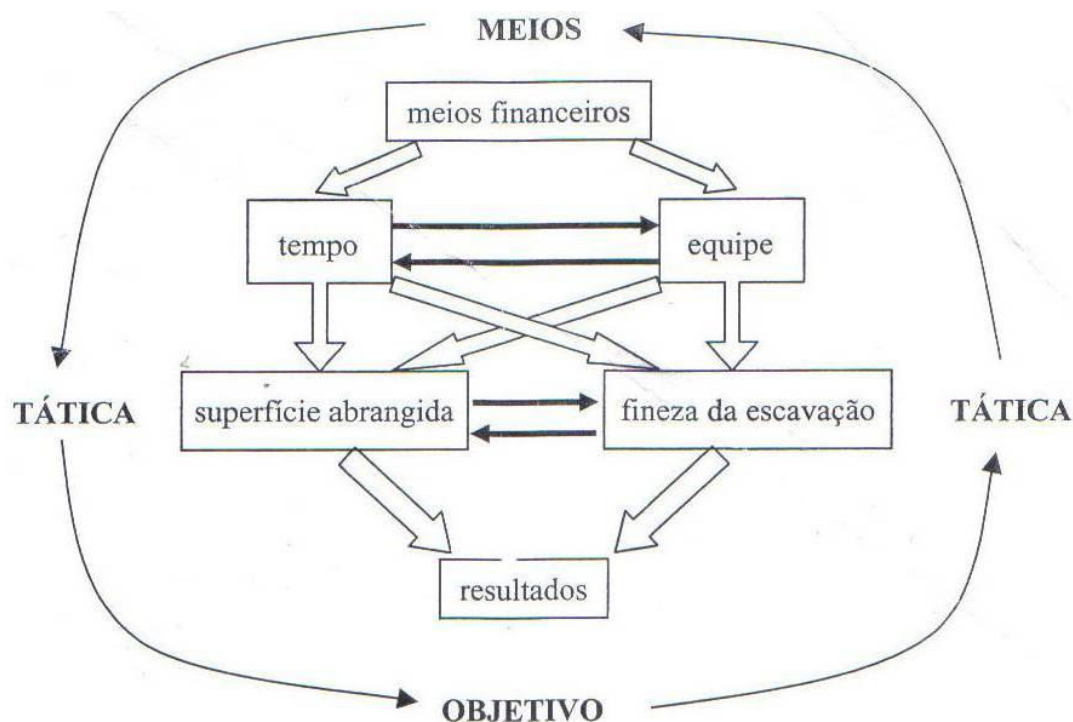 MEIOS
meios financeiros
tempo
equipe
TÁTICA
superfície abrangida
fineza da escavação
TÁTICA
resultados
OBJETIVO